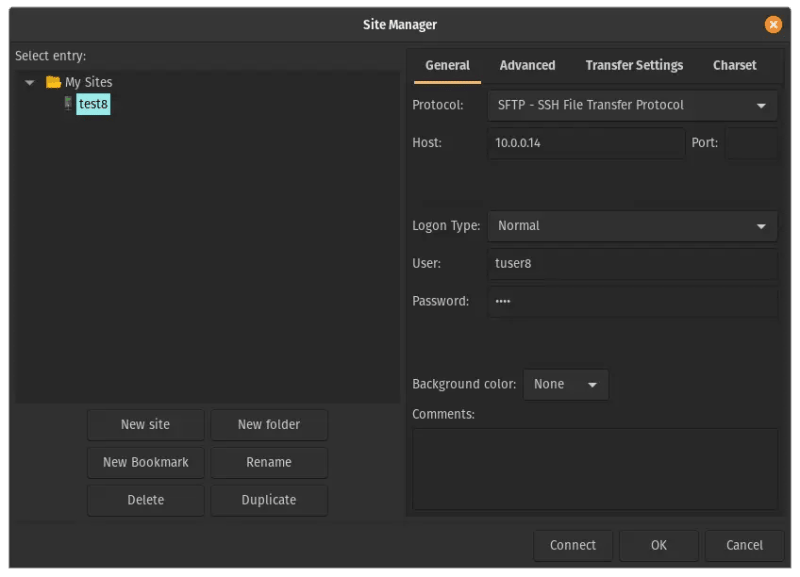 Site Manager
Select entry:
My Sites
test8
General Advanced Transfer Settings Charset
Protocol: SFTP - SSH File Transfer Protocol
Host: 10.0.0.14 Port:
Logon Type: Normal
User: tuser8
Password: ••••
Background color: None
Comments:
New site New folder
New Bookmark Rename
Delete Duplicate
Connect OK Cancel